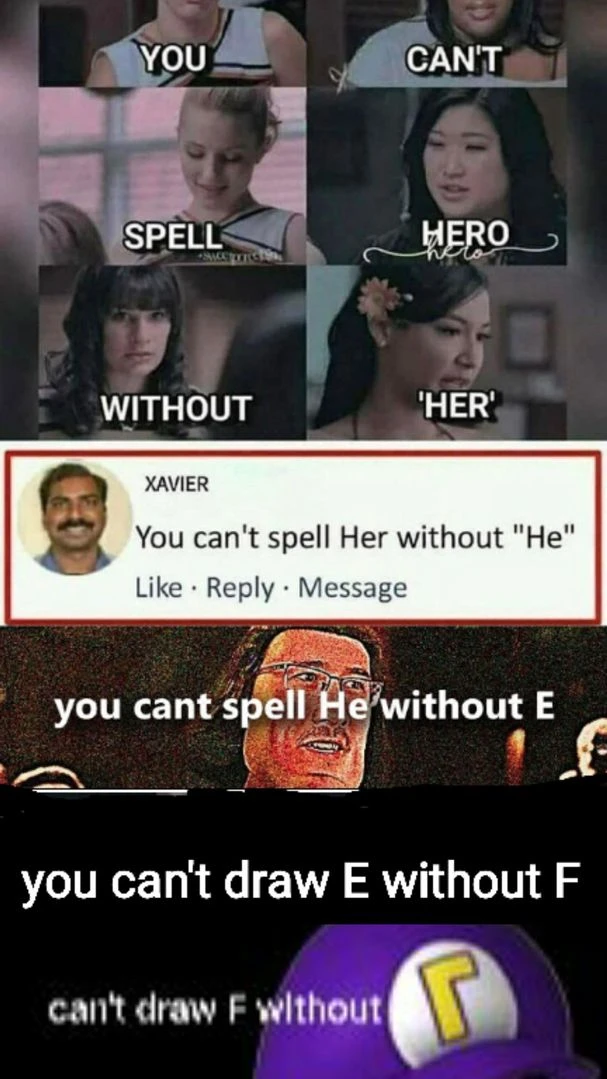 YOU
CAN'T
SPELL
HERO
hero
WITHOUT
'HER'
XAVIER
You can't spell Her without "He"
Like · Reply · Message
you cant spell He without E
you can't draw E without F
can't draw F without
Γ